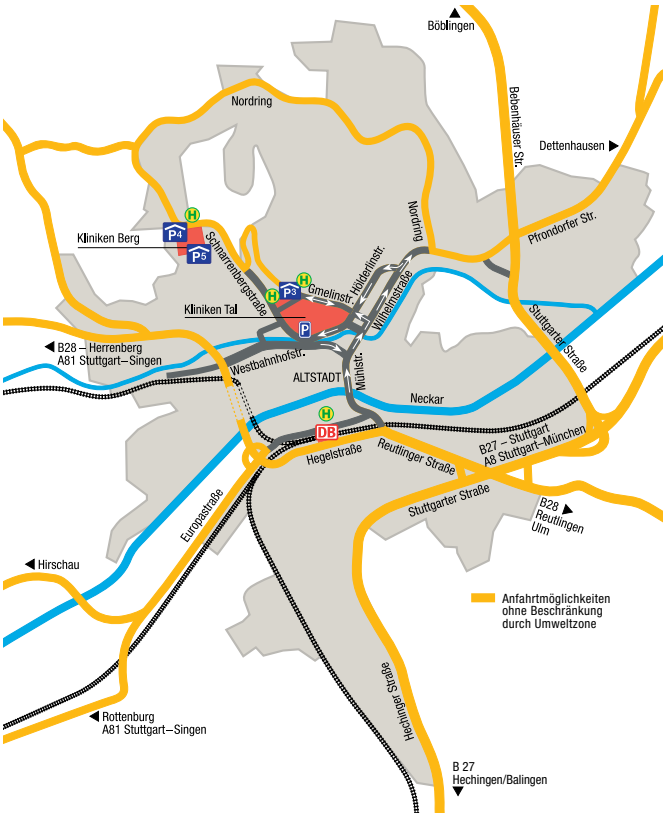 Böblingen
Nordring
Bebenhäuser Str.
Dettenhausen
Pfrondorfer Str.
Nordring
H
P4
Kliniken Berg
P5
Schnarrenbergstraße
H
P3
H
Gmelinstr.
Hölderlinstr.
Wilhelmstraße
Kliniken Tal
P
Stuttgarter Straße
B28 – Herrenberg
A81 Stuttgart–Singen
Westbahnhofstr.
ALTSTADT
Mühlstr.
Neckar
H
DB
Hegelstraße
Reutlinger Straße
B27 – Stuttgart
A8 Stuttgart–München
Stuttgarter Straße
B28
Reutlingen
Ulm
Europastraße
Hirschau
Anfahrtmöglichkeiten
ohne Beschränkung
durch Umweltzone
Hechinger Straße
Rottenburg
A81 Stuttgart–Singen
B 27
Hechingen/Balingen